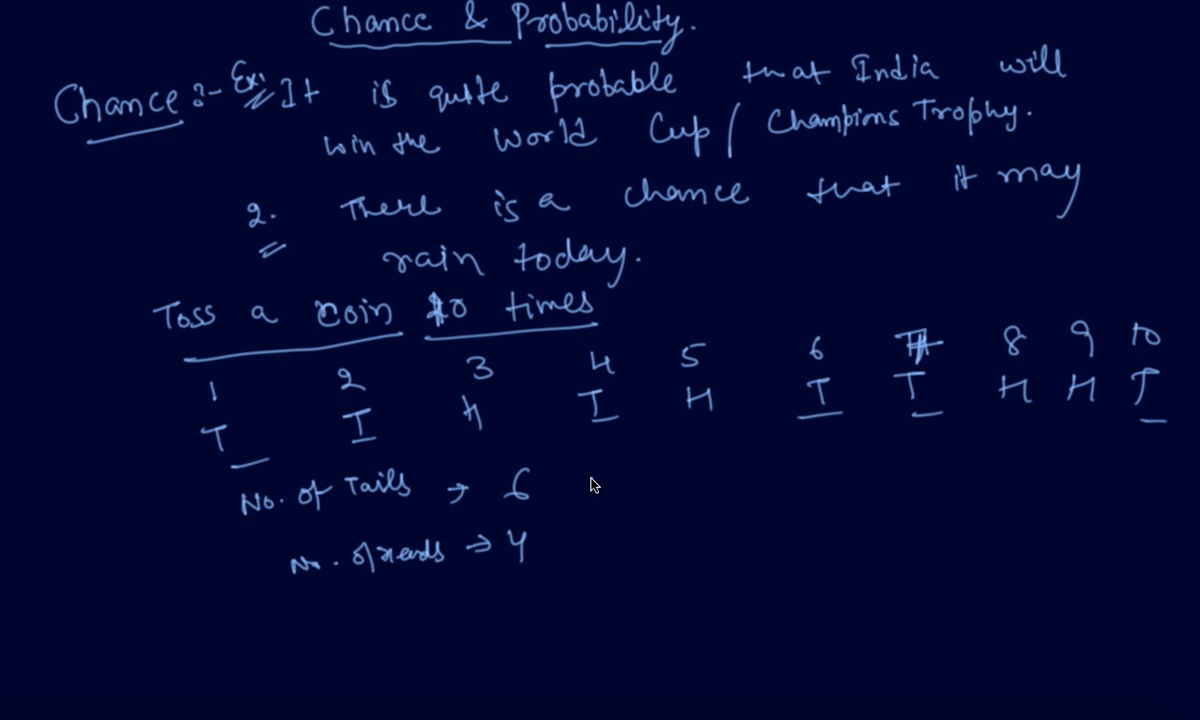 Chance & Probability.
Chance :- Ex. It is quite probable that India will
win the World Cup / Champions Trophy.
2. There is a chance that it may
rain today.
Toss a coin 10 times
1 2 3 4 5 6 7 8 9 10
T T H T H T T H H T
No. of Tails → 6
No. of Heads → 4